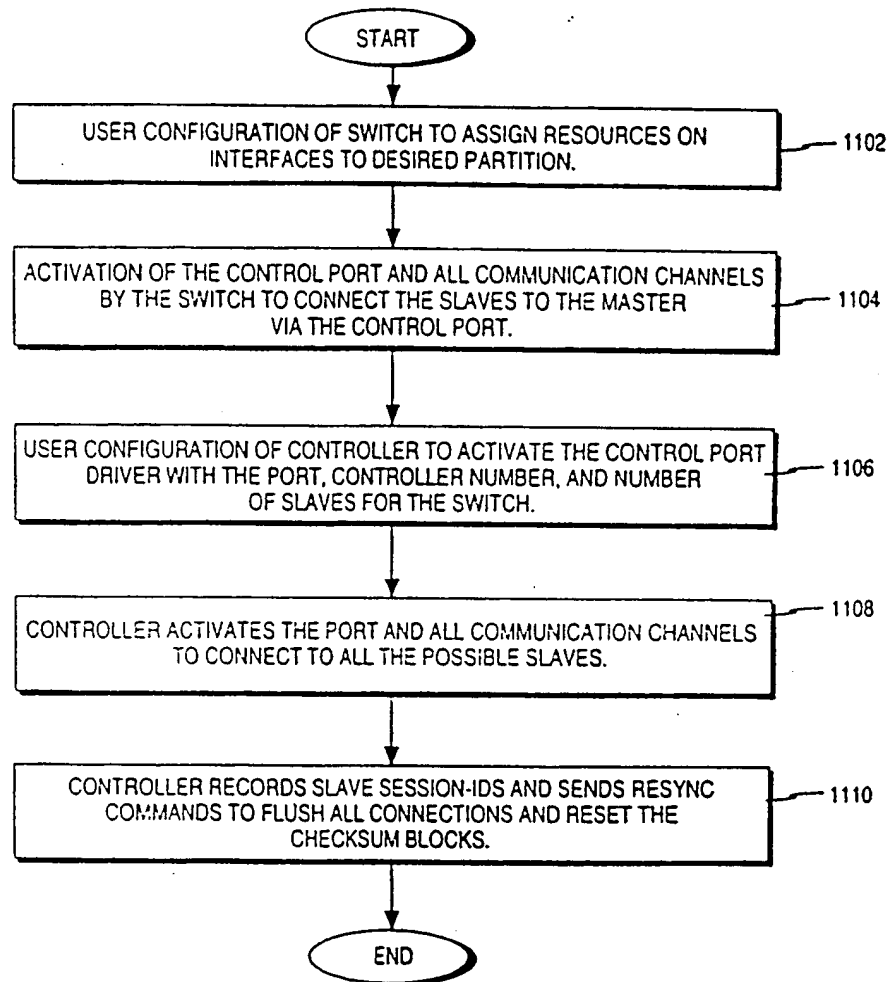 START
USER CONFIGURATION OF SWITCH TO ASSIGN RESOURCES ON
INTERFACES TO DESIRED PARTITION.
1102
ACTIVATION OF THE CONTROL PORT AND ALL COMMUNICATION CHANNELS
BY THE SWITCH TO CONNECT THE SLAVES TO THE MASTER
VIA THE CONTROL PORT.
1104
USER CONFIGURATION OF CONTROLLER TO ACTIVATE THE CONTROL PORT
DRIVER WITH THE PORT, CONTROLLER NUMBER, AND NUMBER
OF SLAVES FOR THE SWITCH.
1106
CONTROLLER ACTIVATES THE PORT AND ALL COMMUNICATION CHANNELS
TO CONNECT TO ALL THE POSSIBLE SLAVES.
1108
CONTROLLER RECORDS SLAVE SESSION-IDS AND SENDS RESYNC
COMMANDS TO FLUSH ALL CONNECTIONS AND RESET THE
CHECKSUM BLOCKS.
1110
END